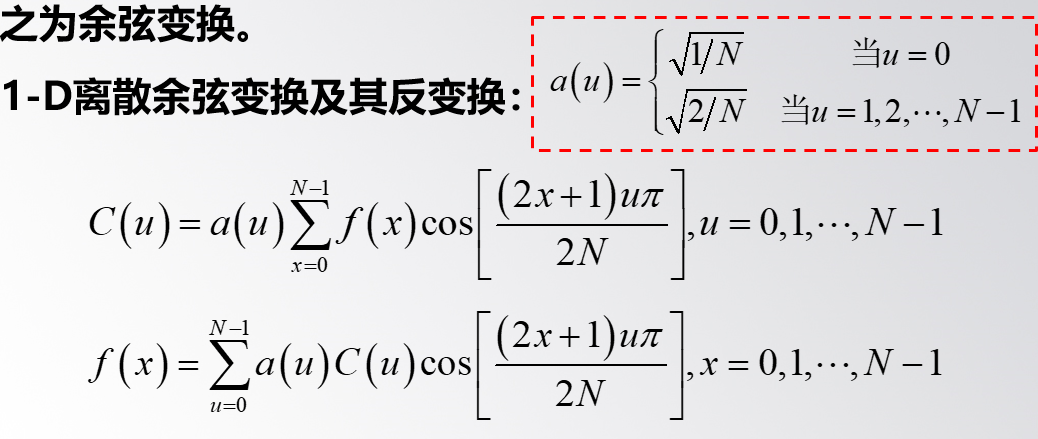 之为余弦变换。
1-D离散余弦变换及其反变换：
a(u) = { √(1/N) 当u = 0
√(2/N) 当u = 1,2,⋯,N−1
C(u) = a(u) ∑_{x=0}^{N−1} f(x)cos[(2x+1)uπ / 2N], u = 0,1,⋯,N−1
f(x) = ∑_{u=0}^{N−1} a(u)C(u)cos[(2x+1)uπ / 2N], x = 0,1,⋯,N−1